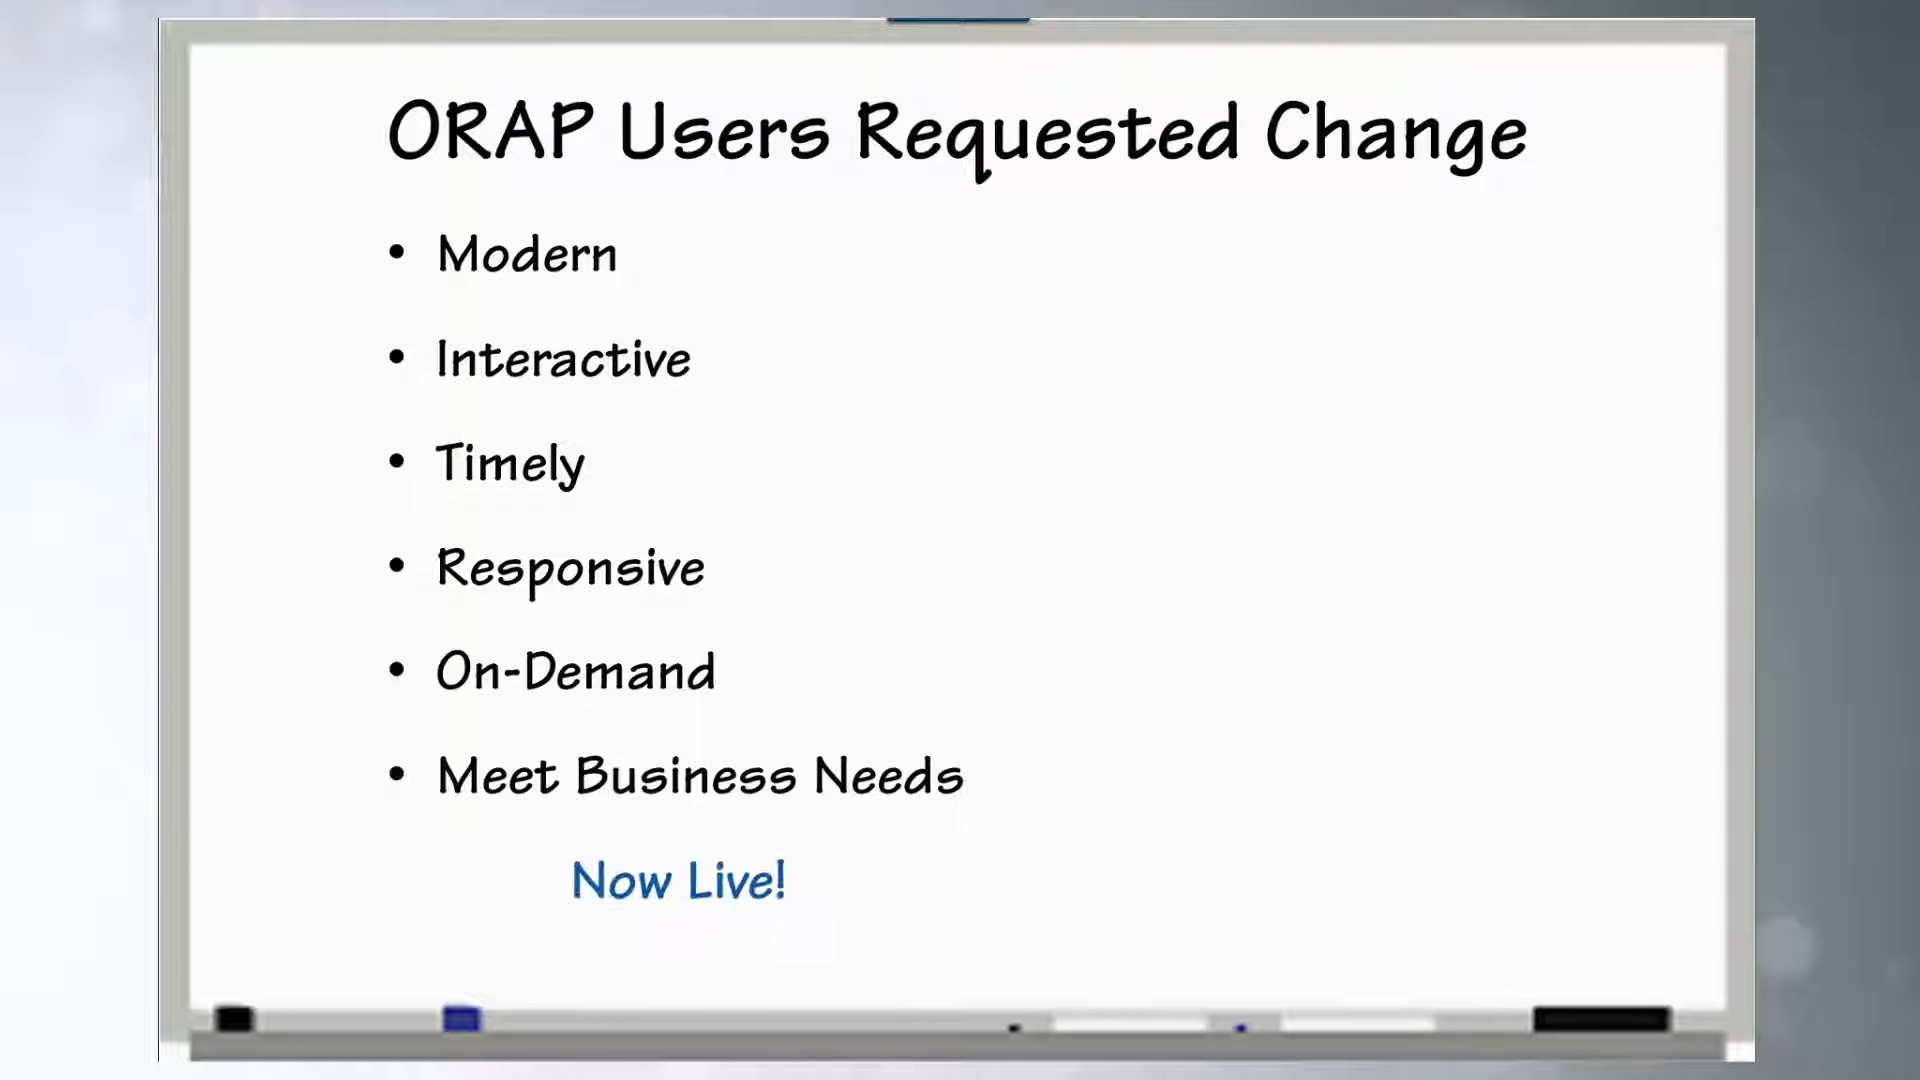 ORAP Users Requested Change
• Modern
• Interactive
• Timely
• Responsive
• On-Demand
• Meet Business Needs
Now Live!